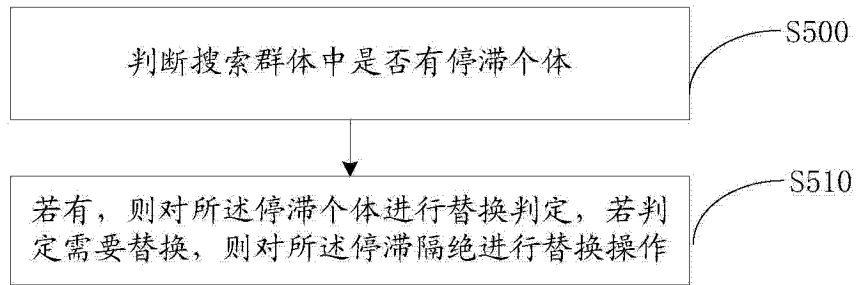 判断搜索群体中是否有停滞个体
S500
若有，则对所述停滞个体进行替换判定，若判
定需要替换，则对所述停滞隔绝进行替换操作
S510